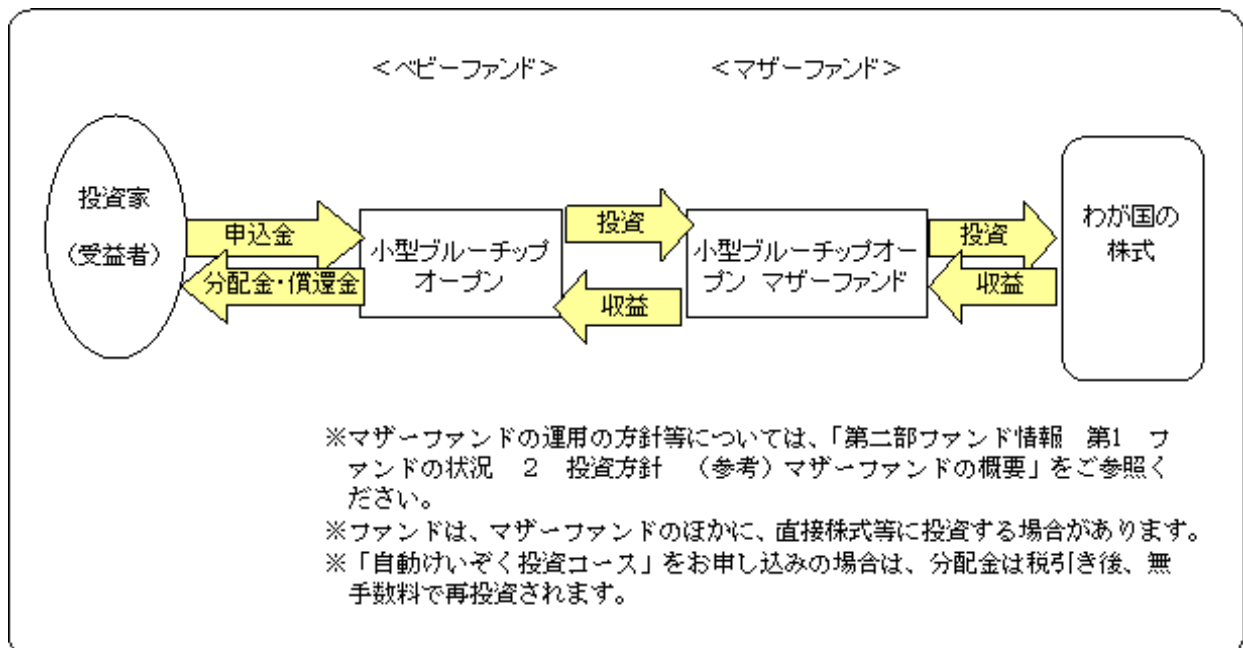 ＜ベビーファンド＞
＜マザーファンド＞
投資家
（受益者）
申込金
分配金・償還金
小型ブルーチップ
オープン
投資
収益
小型ブルーチップオー
プン マザーファンド
投資
収益
わが国の
株式
※マザーファンドの運用の方針等については、「第二部ファンド情報　第1　フ
ァンドの状況　２　投資方針　（参考）マザーファンドの概要」をご参照く
ださい。
※ファンドは、マザーファンドのほかに、直接株式等に投資する場合があります。
※「自動けいぞく投資コース」をお申し込みの場合は、分配金は税引き後、無
手数料で再投資されます。